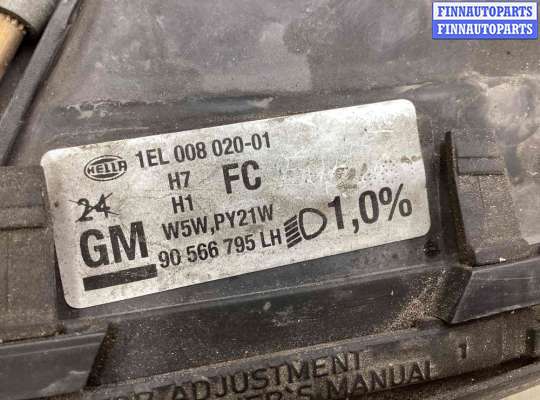 FINNAUTOPARTS
FINNAUTOPARTS
HELLA
1EL 008 020-01
H7
FC
24
H1
GM
W5W,PY21W
90 566 795 LH
1,0%
ADJUSTMENT
MANUAL
1